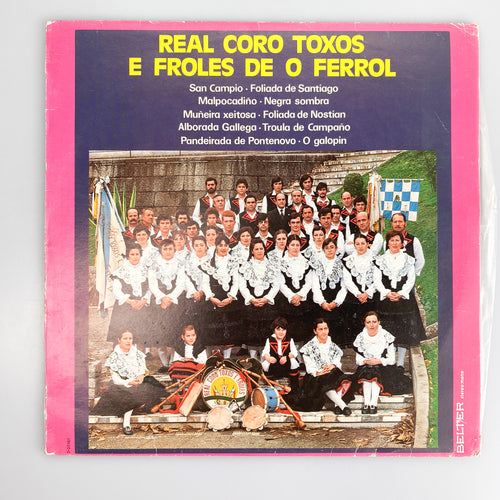 REAL CORO TOXOS
E FROLES DE O FERROL
San Campio · Foliada de Santiago
Malpocadiño · Negra sombra
Muñeira xeitosa · Foliada de Nostian
Alborada Gallega · Troula de Campaño
Pandeirada de Pontenovo · O galopin
BELTER